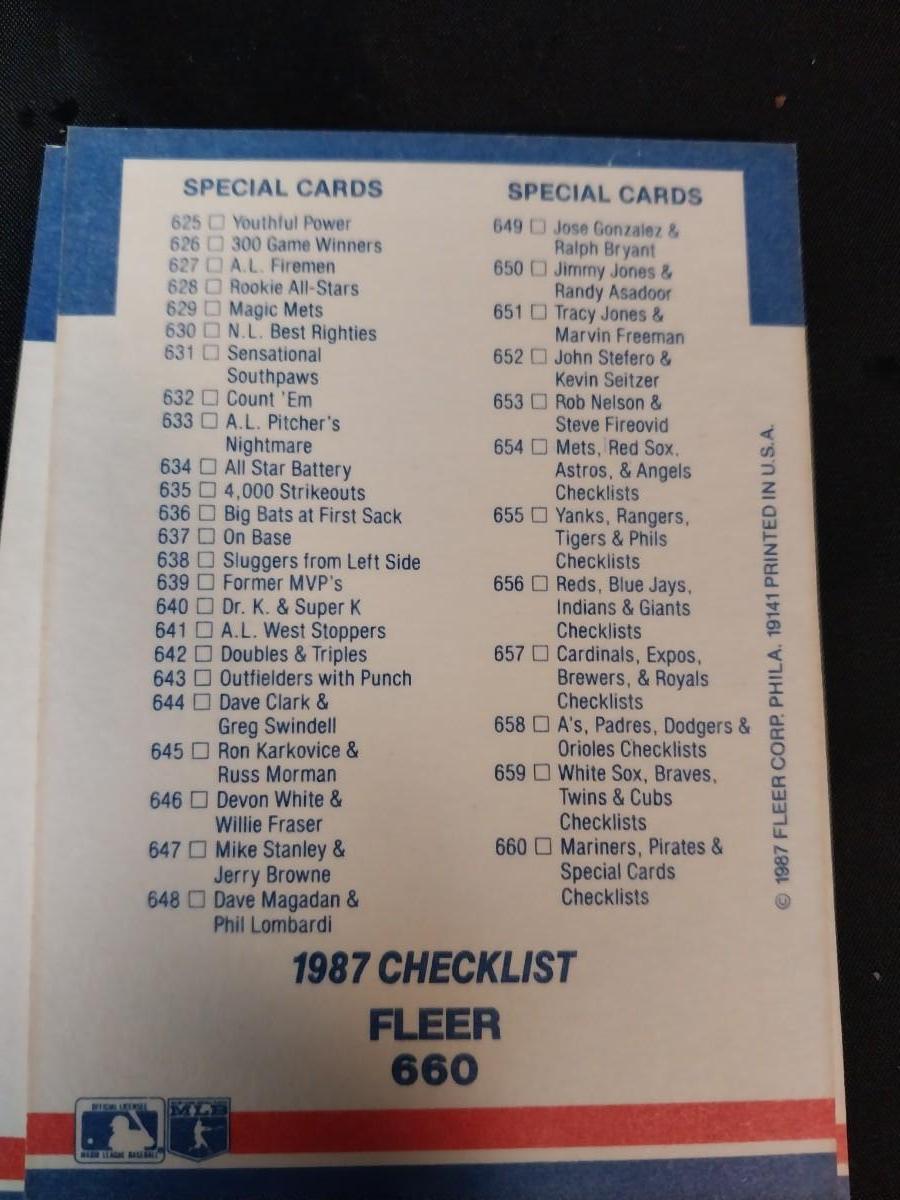 SPECIAL CARDS
625 □ Youthful Power
626 □ 300 Game Winners
627 □ A.L. Firemen
628 □ Rookie All-Stars
629 □ Magic Mets
630 □ N.L. Best Righties
631 □ Sensational
Southpaws
632 □ Count 'Em
633 □ A.L. Pitcher's
Nightmare
634 □ All Star Battery
635 □ 4,000 Strikeouts
636 □ Big Bats at First Sack
637 □ On Base
638 □ Sluggers from Left Side
639 □ Former MVP's
640 □ Dr. K. & Super K
641 □ A.L. West Stoppers
642 □ Doubles & Triples
643 □ Outfielders with Punch
644 □ Dave Clark &
Greg Swindell
645 □ Ron Karkovice &
Russ Morman
646 □ Devon White &
Willie Fraser
647 □ Mike Stanley &
Jerry Browne
648 □ Dave Magadan &
Phil Lombardi
SPECIAL CARDS
649 □ Jose Gonzalez &
Ralph Bryant
650 □ Jimmy Jones &
Randy Asadoor
651 □ Tracy Jones &
Marvin Freeman
652 □ John Stefero &
Kevin Seitzer
653 □ Rob Nelson &
Steve Fireovid
654 □ Mets, Red Sox,
Astros, & Angels
Checklists
655 □ Yanks, Rangers,
Tigers & Phils
Checklists
656 □ Reds, Blue Jays,
Indians & Giants
Checklists
657 □ Cardinals, Expos,
Brewers, & Royals
Checklists
658 □ A's, Padres, Dodgers &
Orioles Checklists
659 □ White Sox, Braves,
Twins & Cubs
Checklists
660 □ Mariners, Pirates &
Special Cards
Checklists
© 1987 FLEER CORP. PHILA. 19141 PRINTED IN U.S.A.
1987 CHECKLIST
FLEER
660
OFFICIAL LICENSEE
MAJOR LEAGUE BASEBALL
MLB